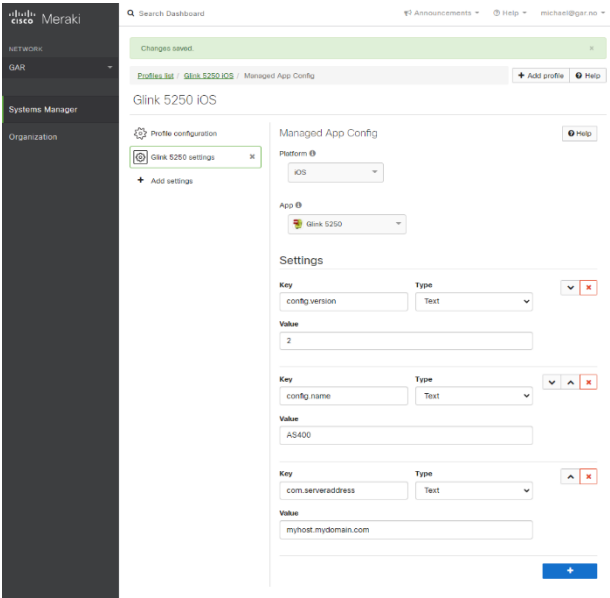 cisco Meraki
Search Dashboard
Announcements
Help
michael@gar.no
NETWORK
GAR
Systems Manager
Organization
Changes saved.
×
Profiles list / Glink 5250 iOS / Managed App Config
+ Add profile
Help
Glink 5250 iOS
Profile configuration
Glink 5250 settings
+ Add settings
Managed App Config
Help
Platform
iOS
App
Glink 5250
Settings
Key Type
config.version Text
Value
2
Key Type
config.name Text
Value
AS400
Key Type
com.serveraddress Text
Value
myhost.mydomain.com
+